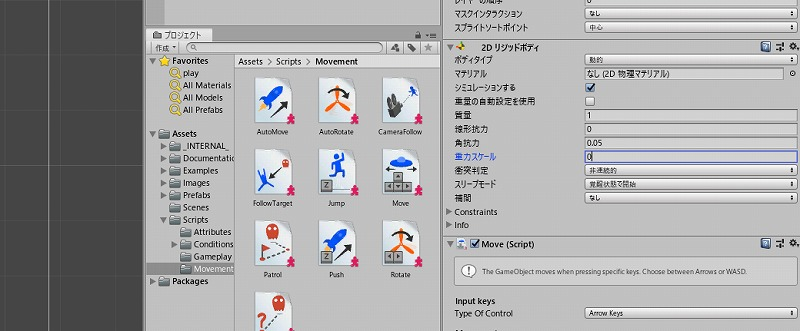 プロジェクト
作成
Favorites
play
All Materials
All Models
All Prefabs
Assets
_INTERNAL_
Documentatio
Examples
Images
Prefabs
Scenes
Scripts
Attributes
Conditions
Gameplay
Movement
Packages
Assets Scripts Movement
AutoMove AutoRotate CameraFollow
FollowTarget Jump Move
Z
Patrol Push Rotate
Z
?
マスクインタラクション なし
スプライトソートポイント 中心
2D リジッドボディ
ボディタイプ 動的
マテリアル なし (2D 物理マテリアル)
シミュレーションする
重量の自動設定を使用
質量 1
線形抗力 0
角抗力 0.05
重力スケール 0
衝突判定 非連続的
スリープモード 覚醒状態で開始
補間 なし
Constraints
Info
Move (Script)
The GameObject moves when pressing specific keys. Choose between Arrows or WASD.
Input keys
Type Of Control Arrow Keys